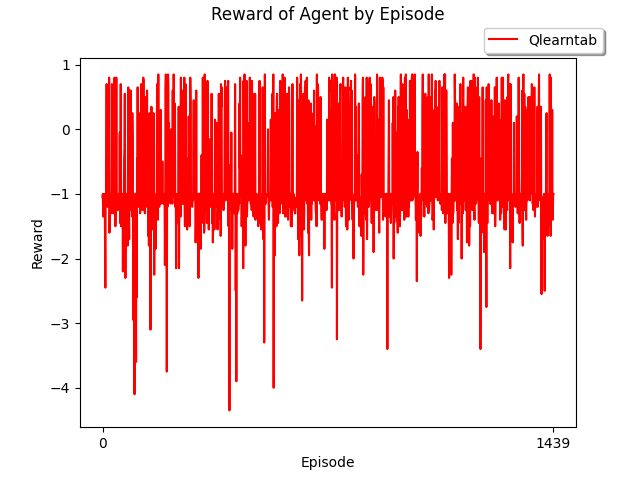 Reward of Agent by Episode
Qlearntab
1
0
−1
−2
−3
−4
Reward
0
1439
Episode